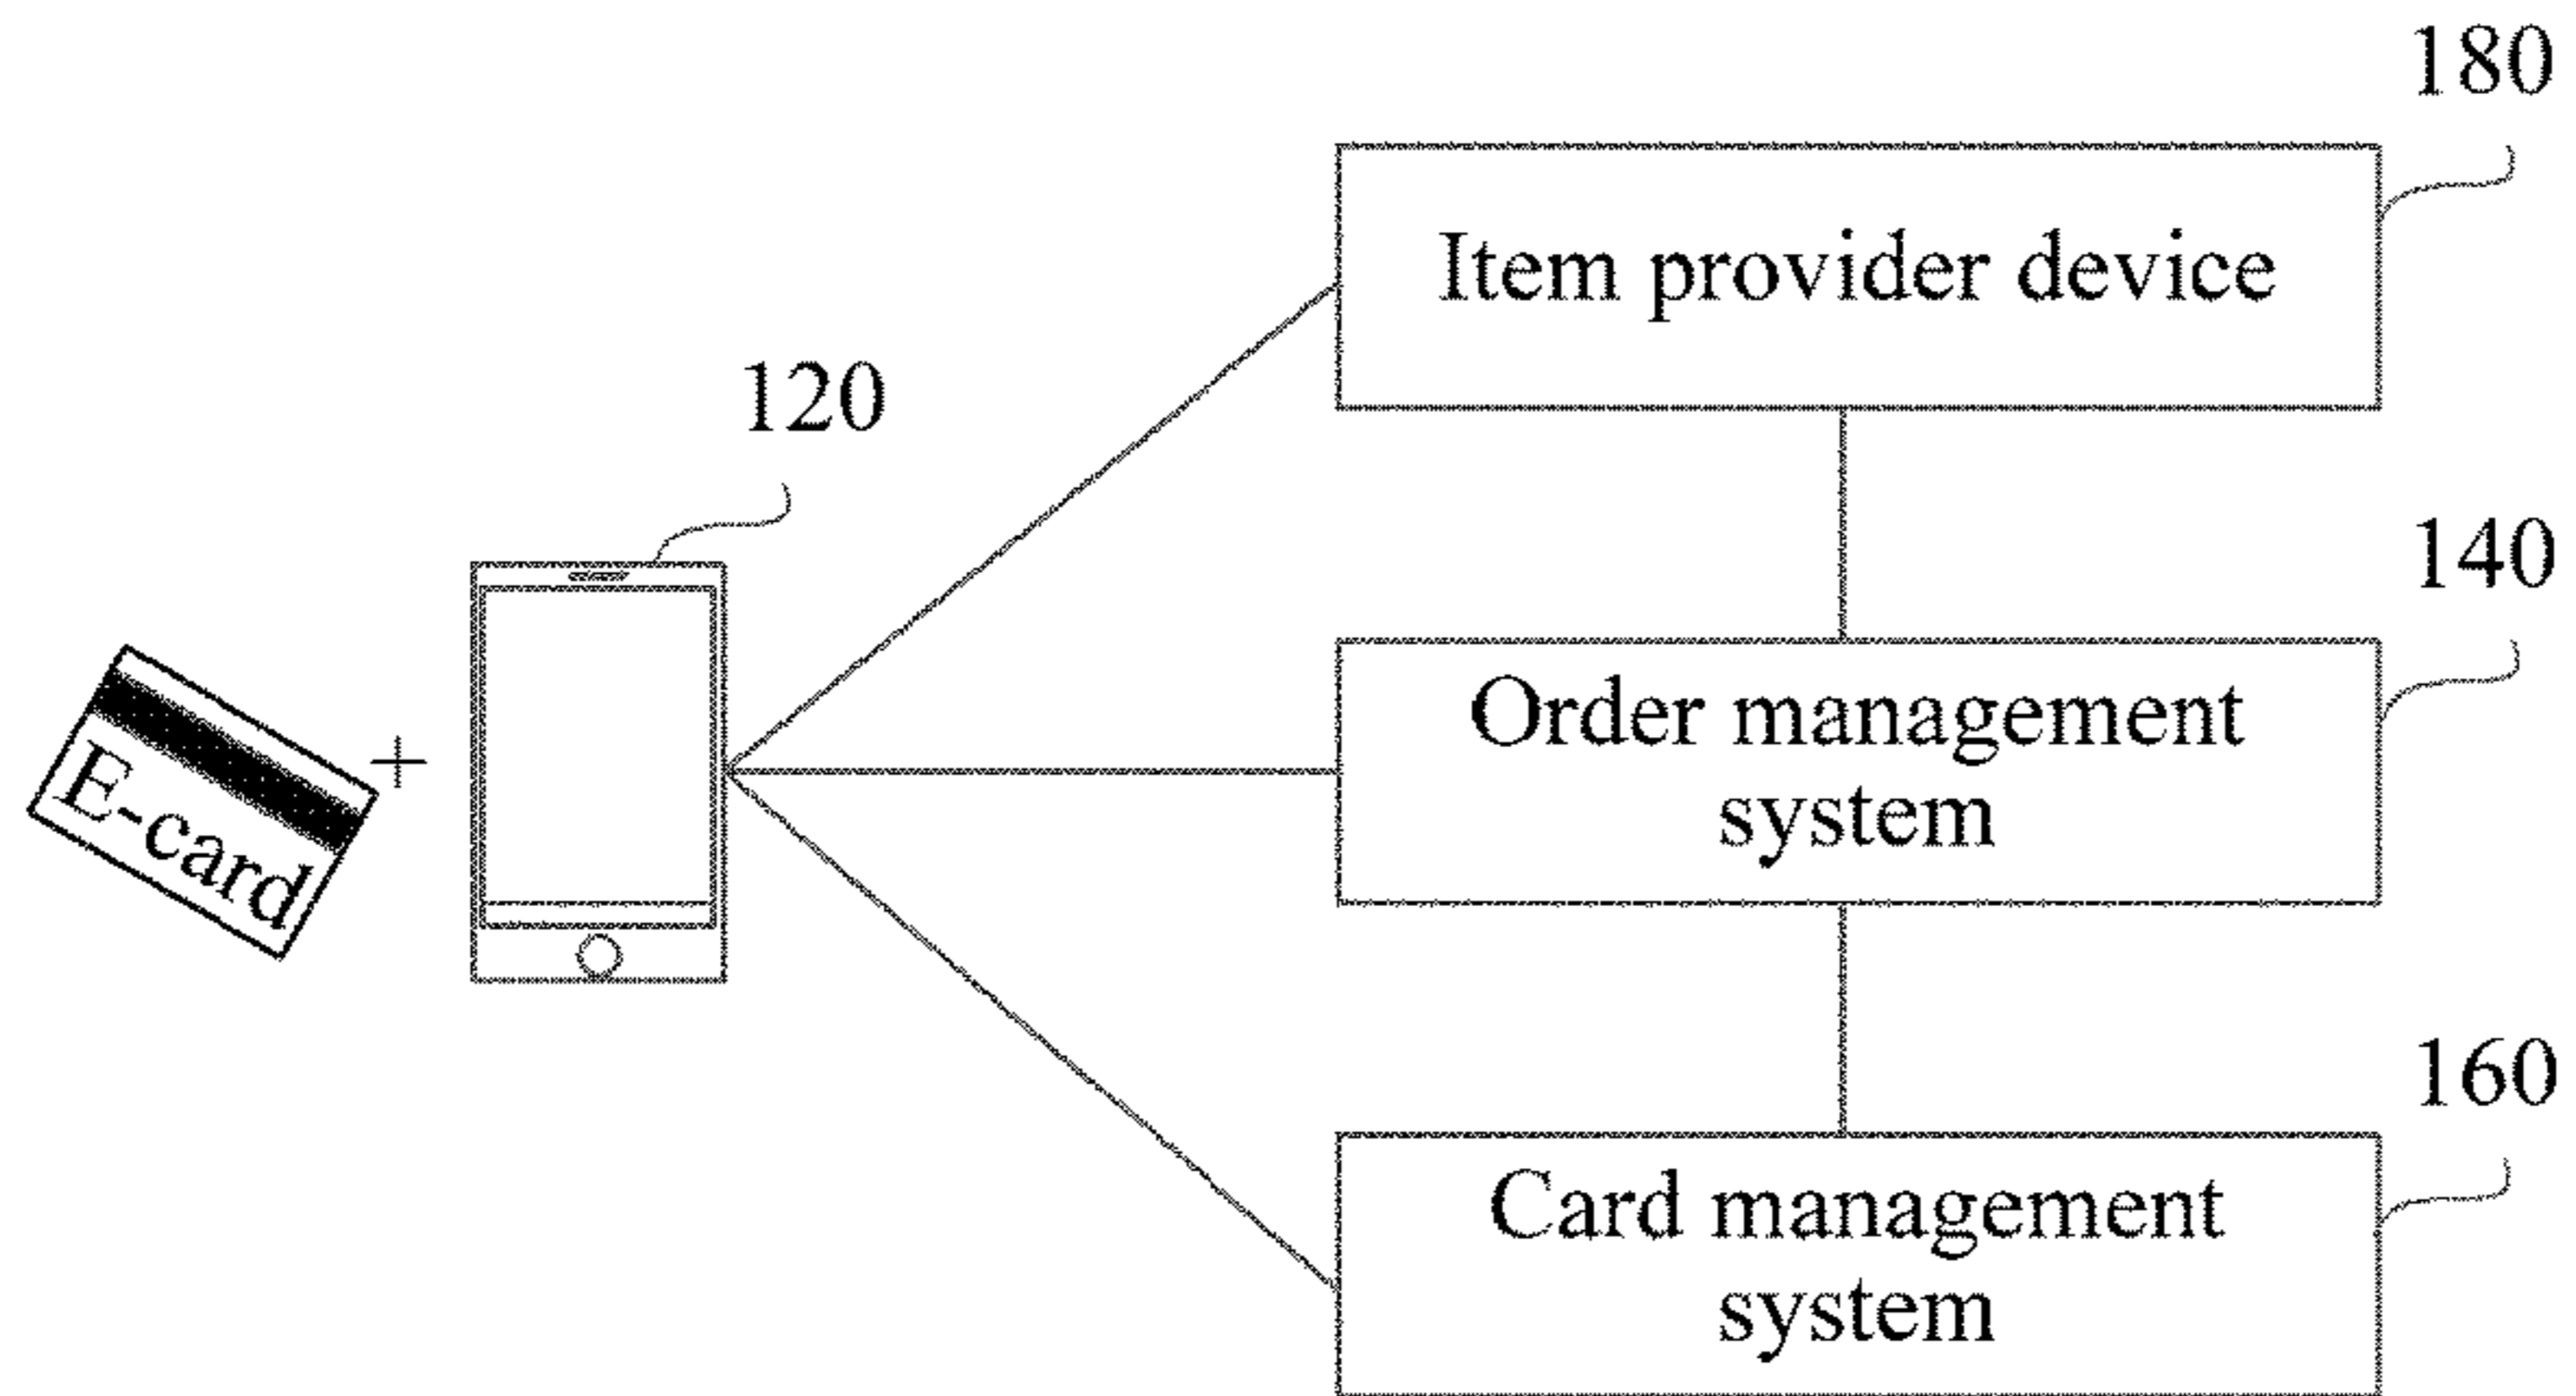 180
Item provider device
120
140
Order management
system
+
E-card
160
Card management
system